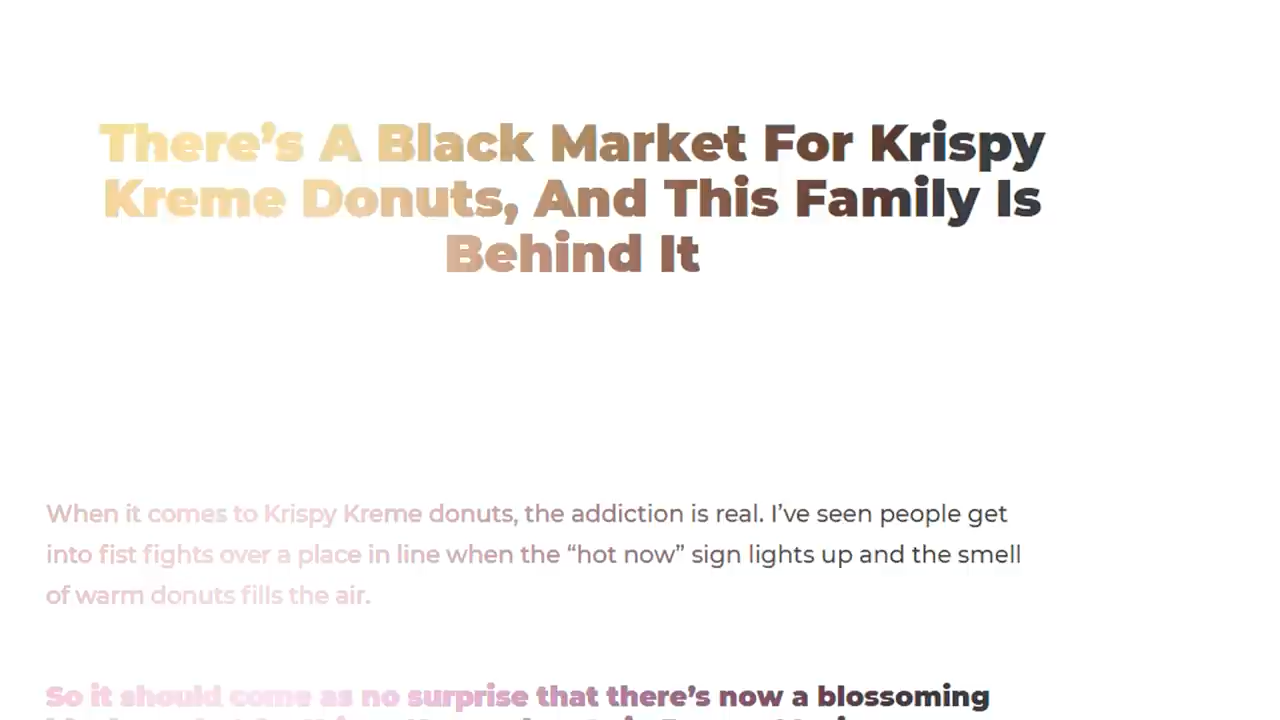 There’s A Black Market For Krispy
Kreme Donuts, And This Family Is
Behind It
When it comes to Krispy Kreme donuts, the addiction is real. I’ve seen people get
into fist fights over a place in line when the “hot now” sign lights up and the smell
of warm donuts fills the air.
So it should come as no surprise that there’s now a blossoming